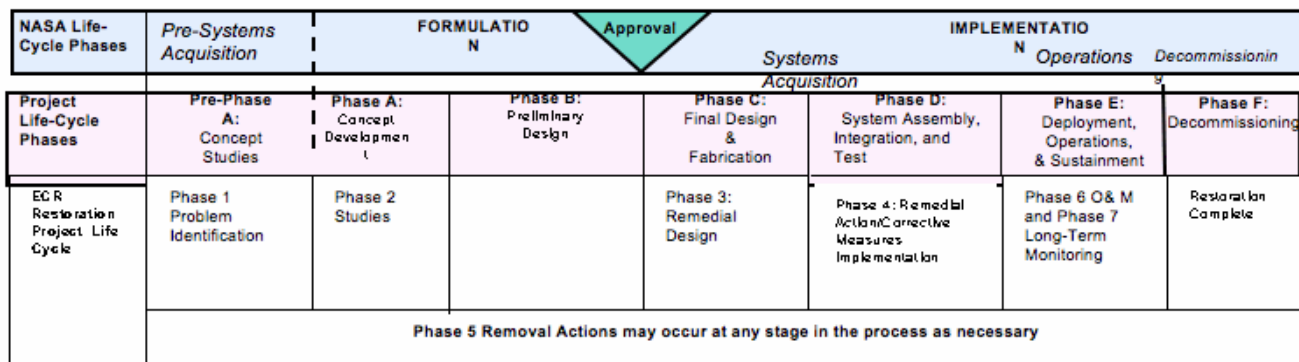 NASA Life-
Cycle Phases
Pre-Systems
Acquisition
FORMULATIO
N
Approval
IMPLEMENTATIO
N
Systems
Acquisition
Operations
Decommissionin
g
Project
Life-Cycle
Phases
Pre-Phase
A:
Concept
Studies
Phase A:
Concept
Developmen
t
Phase B:
Preliminary
Design
Phase C:
Final Design
&
Fabrication
Phase D:
System Assembly,
Integration, and
Test
Phase E:
Deployment,
Operations,
& Sustainment
Phase F:
Decommissioning
ECR
Restoration
Project Life
Cycle
Phase 1
Problem
Identification
Phase 2
Studies
Phase 3:
Remedial
Design
Phase 4: Remedial
Action/Corrective
Measures
Implementation
Phase 6 O& M
and Phase 7
Long-Term
Monitoring
Restoration
Complete
Phase 5 Removal Actions may occur at any stage in the process as necessary